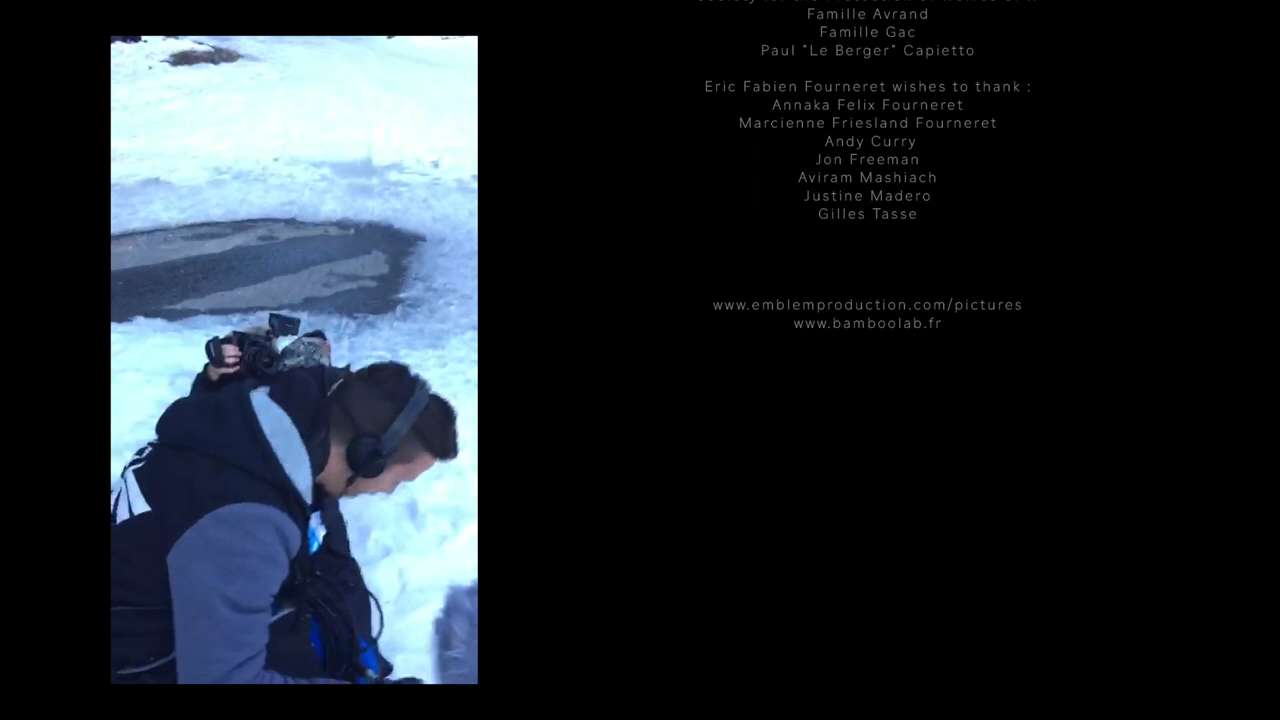 Famille Avrand
Famille Gac
Paul "Le Berger" Capietto
Eric Fabien Fourneret wishes to thank :
Annaka Felix Fourneret
Marcienne Friesland Fourneret
Andy Curry
Jon Freeman
Aviram Mashiach
Justine Madero
Gilles Tasse
www.emblemproduction.com/pictures
www.bamboolab.fr